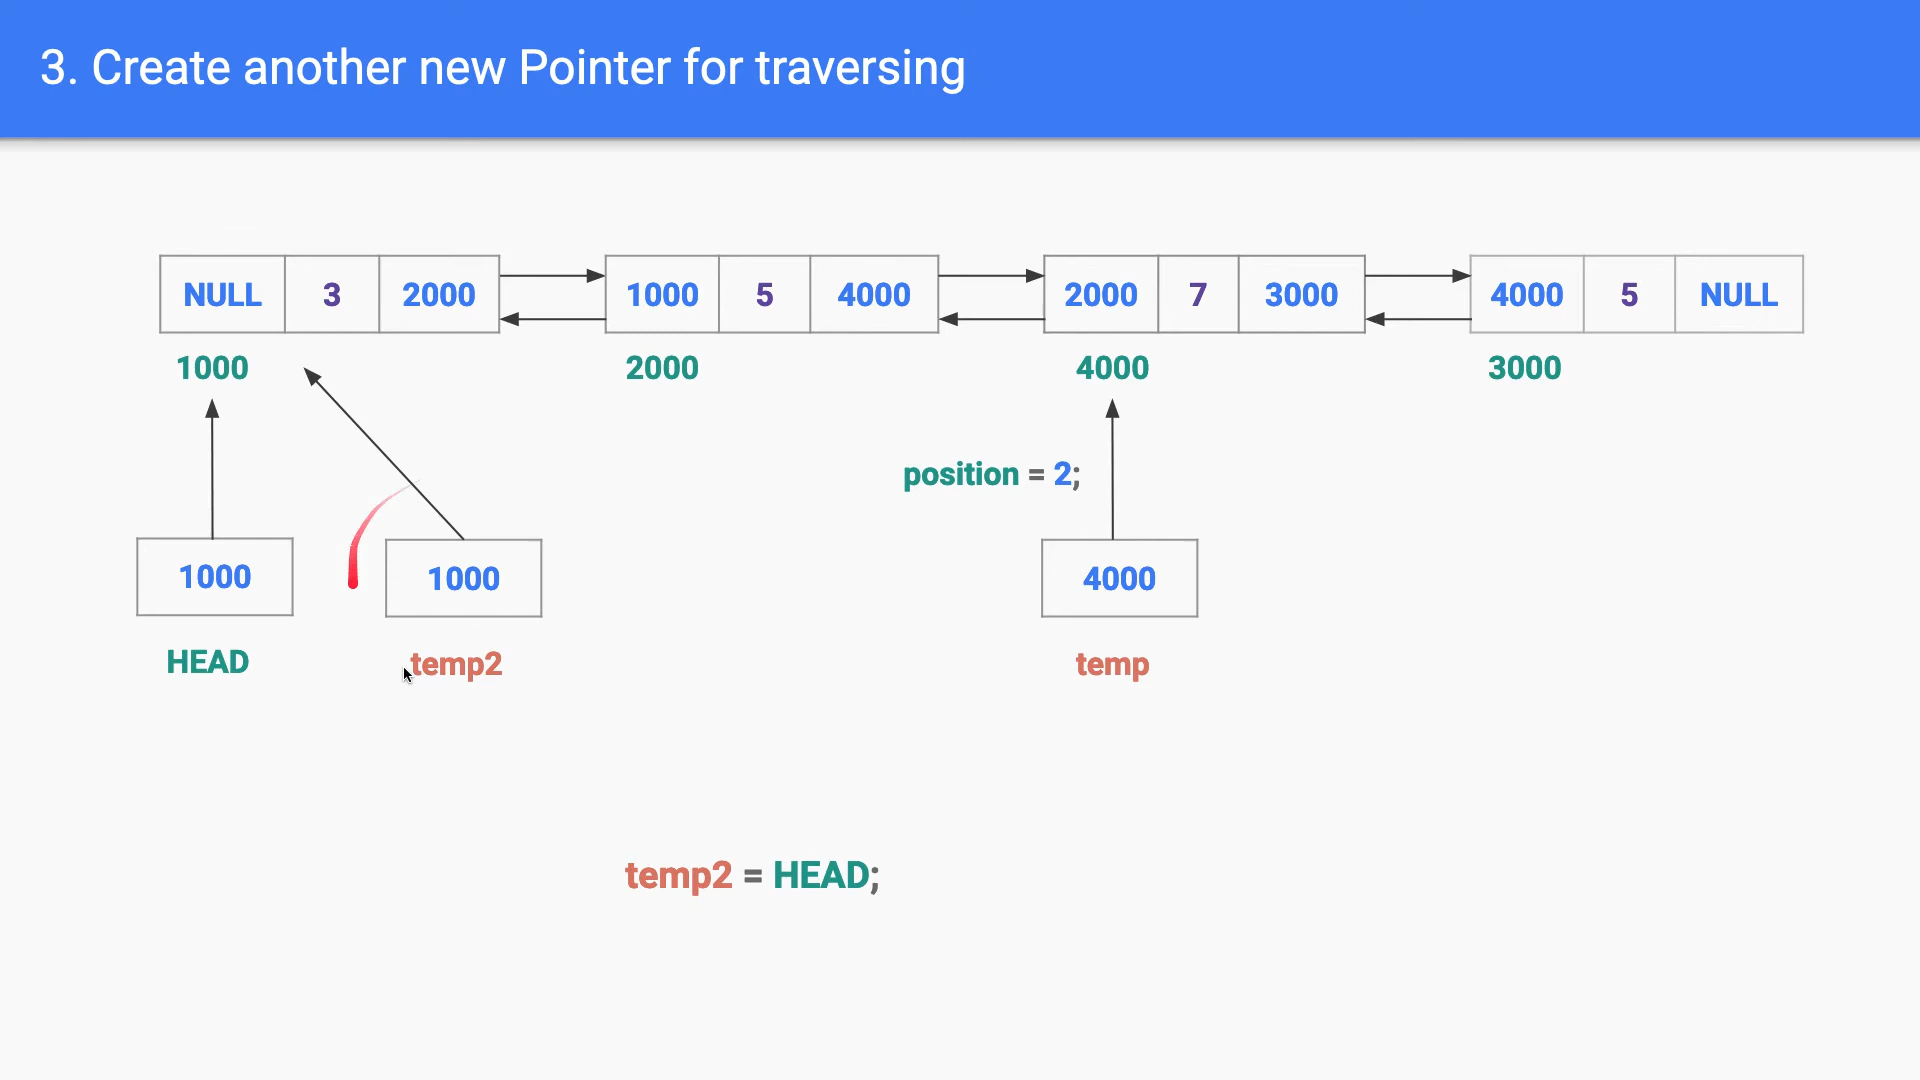 3. Create another new Pointer for traversing
NULL 3 2000 1000 5 4000 2000 7 3000 4000 5 NULL
1000 2000 4000 3000
position = 2;
1000 1000 4000
HEAD temp2 temp
temp2 = HEAD;